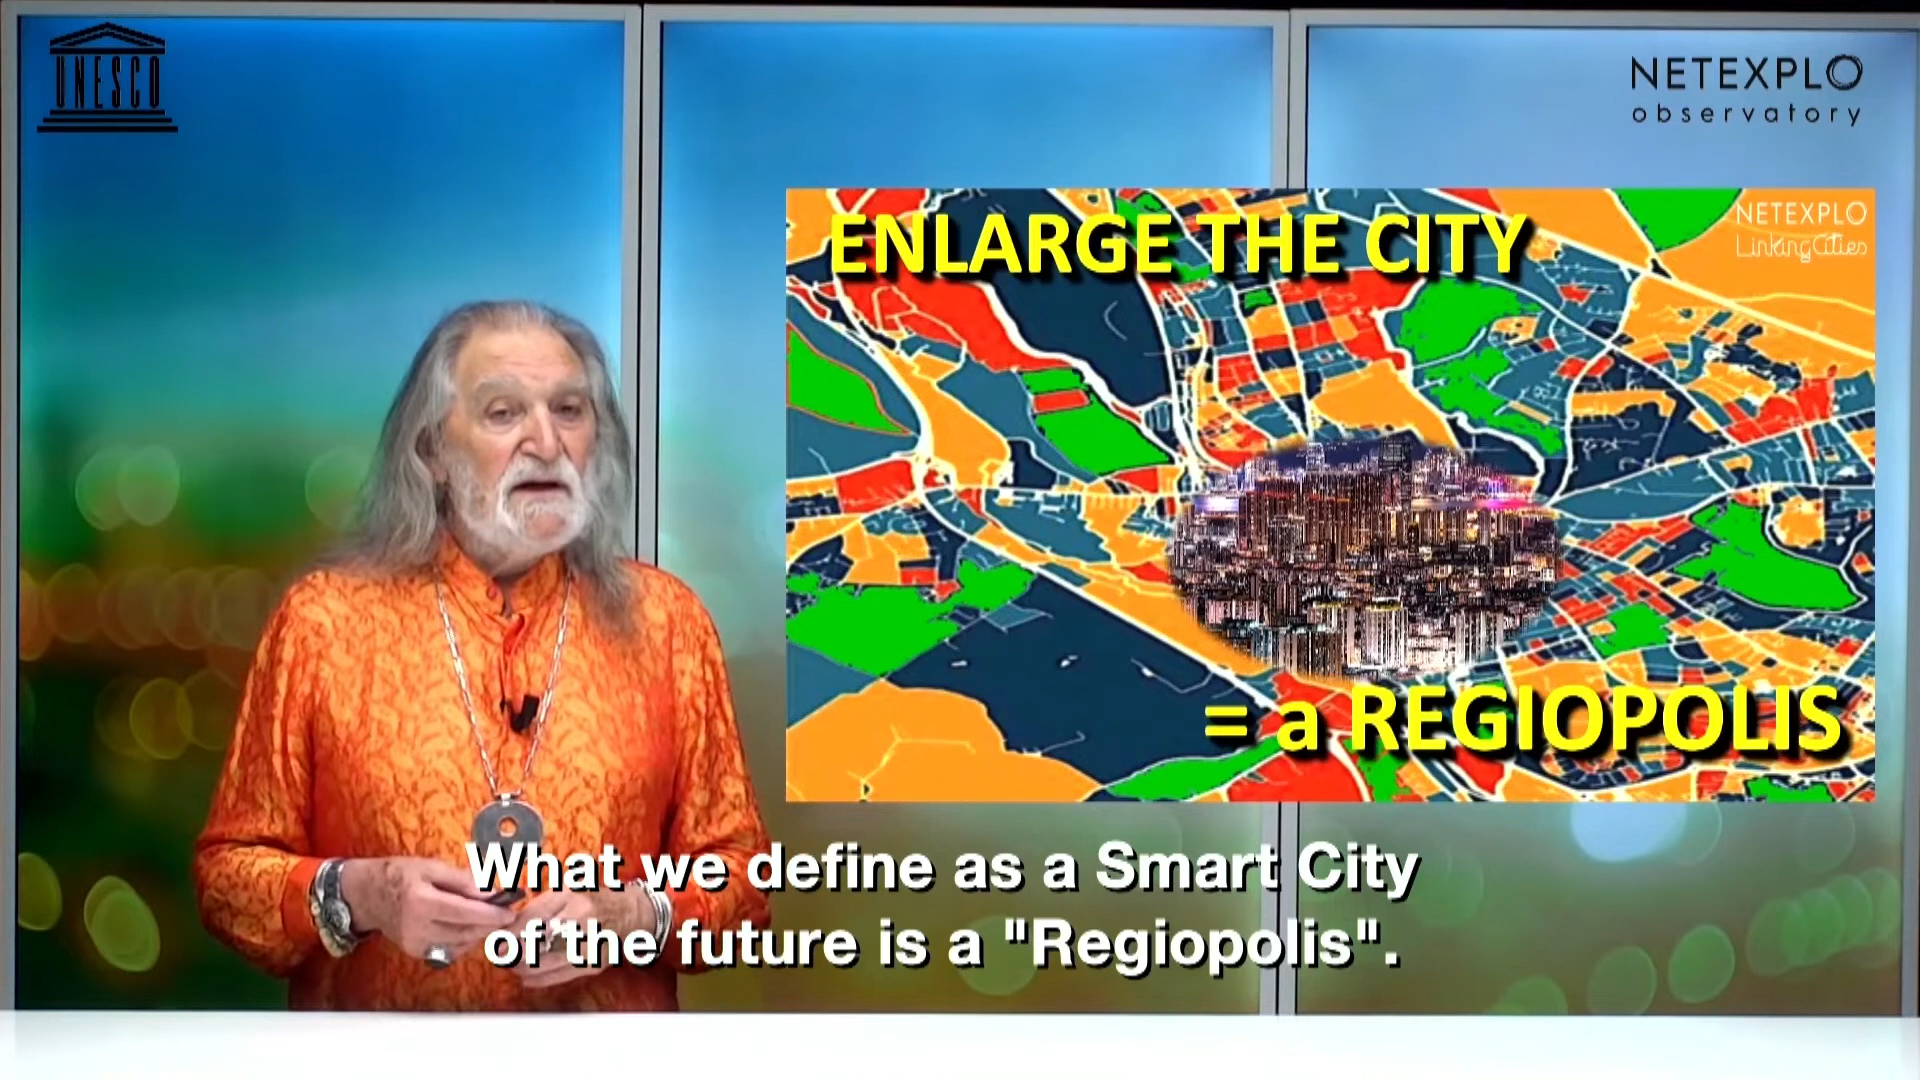 UNESCO
NETEXPLO
observatory
ENLARGE THE CITY
NETEXPLO
LinkingCities
= a REGIOPOLIS
What we define as a Smart City
of the future is a "Regiopolis".